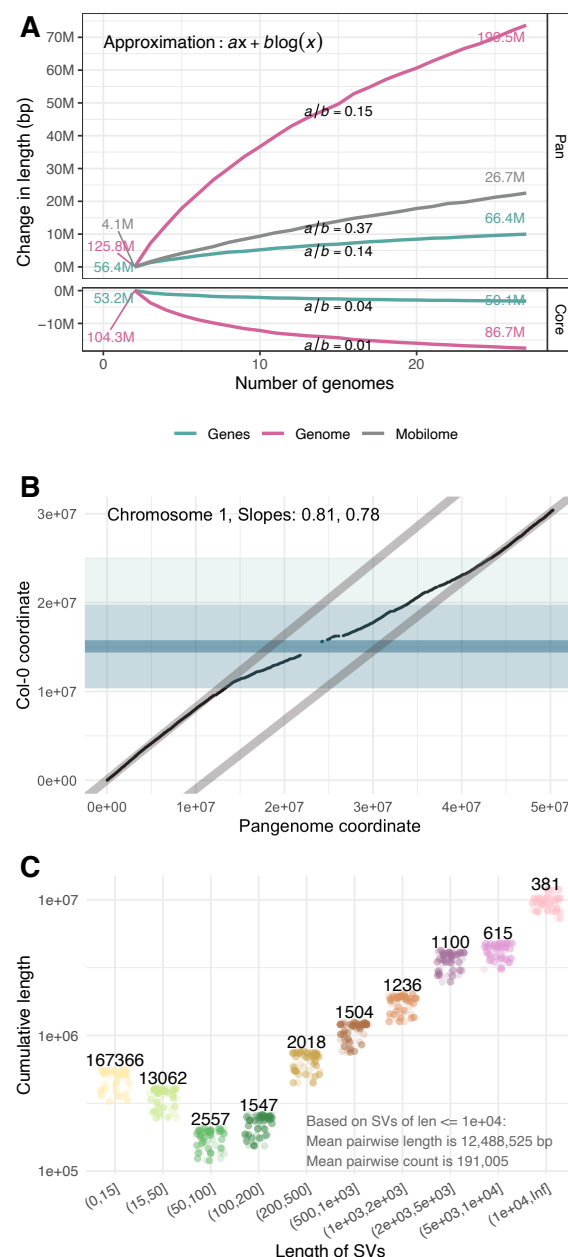 A
Approximation : ax + blog(x)
70M
60M
50M
40M
30M
20M
10M
0M
Change in length (bp)
199.5M
a/b = 0.15
26.7M
a/b = 0.37
66.4M
a/b = 0.14
4.1M
125.8M
56.4M
Pan
0M
−10M
53.2M
104.3M
a/b = 0.04
59.1M
a/b = 0.01
86.7M
Core
0 10 20
Number of genomes
Genes Genome Mobilome
B
Chromosome 1, Slopes: 0.81, 0.78
3e+07
2e+07
1e+07
0e+00
Col-0 coordinate
0e+00 1e+07 2e+07 3e+07 4e+07 5e+07
Pangenome coordinate
C
1e+07
1e+06
1e+05
Cumulative length
381
615
1100
1236
1504
2018
167366
13062
2557
1547
Based on SVs of len <= 1e+04:
Mean pairwise length is 12,488,525 bp
Mean pairwise count is 191,005
(0,15]
(15,50]
(50,100]
(100,200]
(200,500]
(500,1e+03]
(1e+03,2e+03]
(2e+03,5e+03]
(5e+03,1e+04]
(1e+04,Inf]
Length of SVs